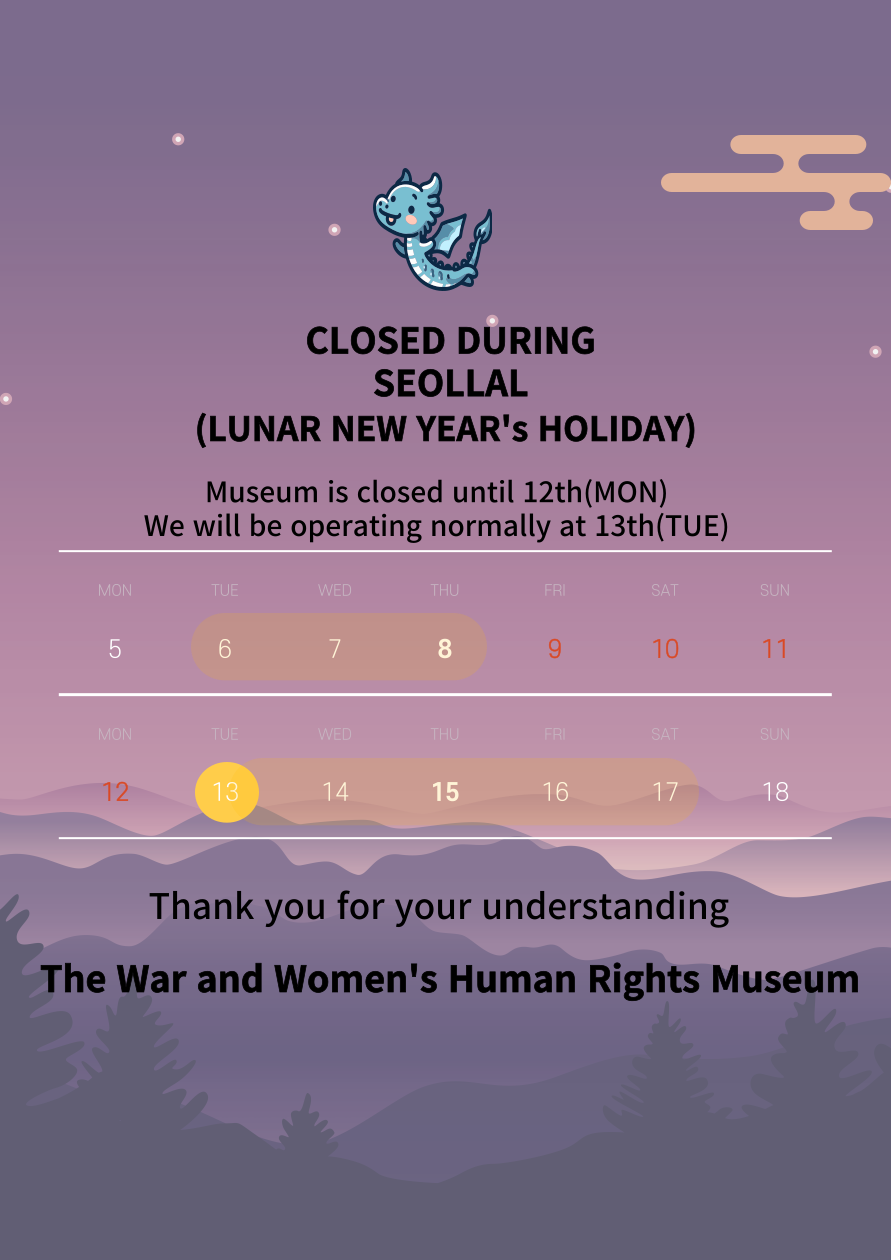 CLOSED DURING
SEOLLAL
(LUNAR NEW YEAR's HOLIDAY)
Museum is closed until 12th(MON)
We will be operating normally at 13th(TUE)
MON TUE WED THU FRI SAT SUN
5 6 7 8 9 10 11
MON TUE WED THU FRI SAT SUN
12 13 14 15 16 17 18
Thank you for your understanding
The War and Women's Human Rights Museum